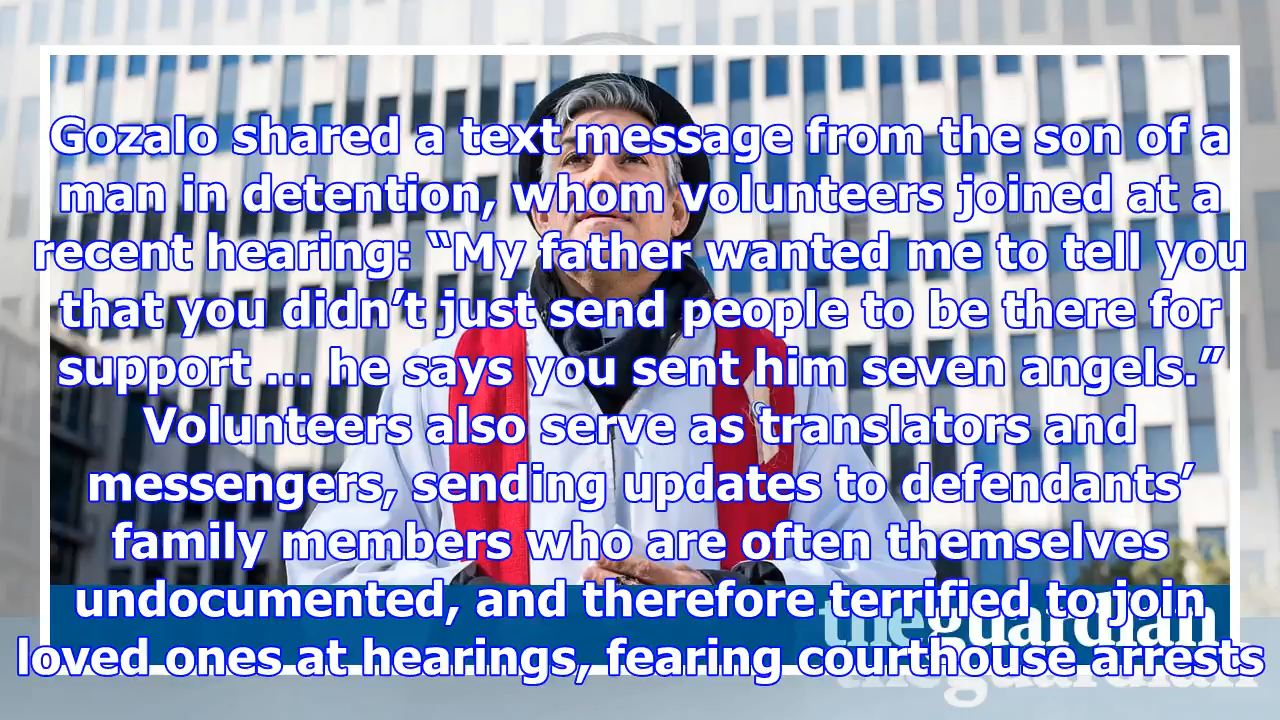 Gozalo shared a text message from the son of a
man in detention, whom volunteers joined at a
recent hearing: “My father wanted me to tell you
that you didn’t just send people to be there for
support ... he says you sent him seven angels.”
Volunteers also serve as translators and
messengers, sending updates to defendants’
family members who are often themselves
undocumented, and therefore terrified to join
loved ones at hearings, fearing courthouse arrests
theguardian
theguardian